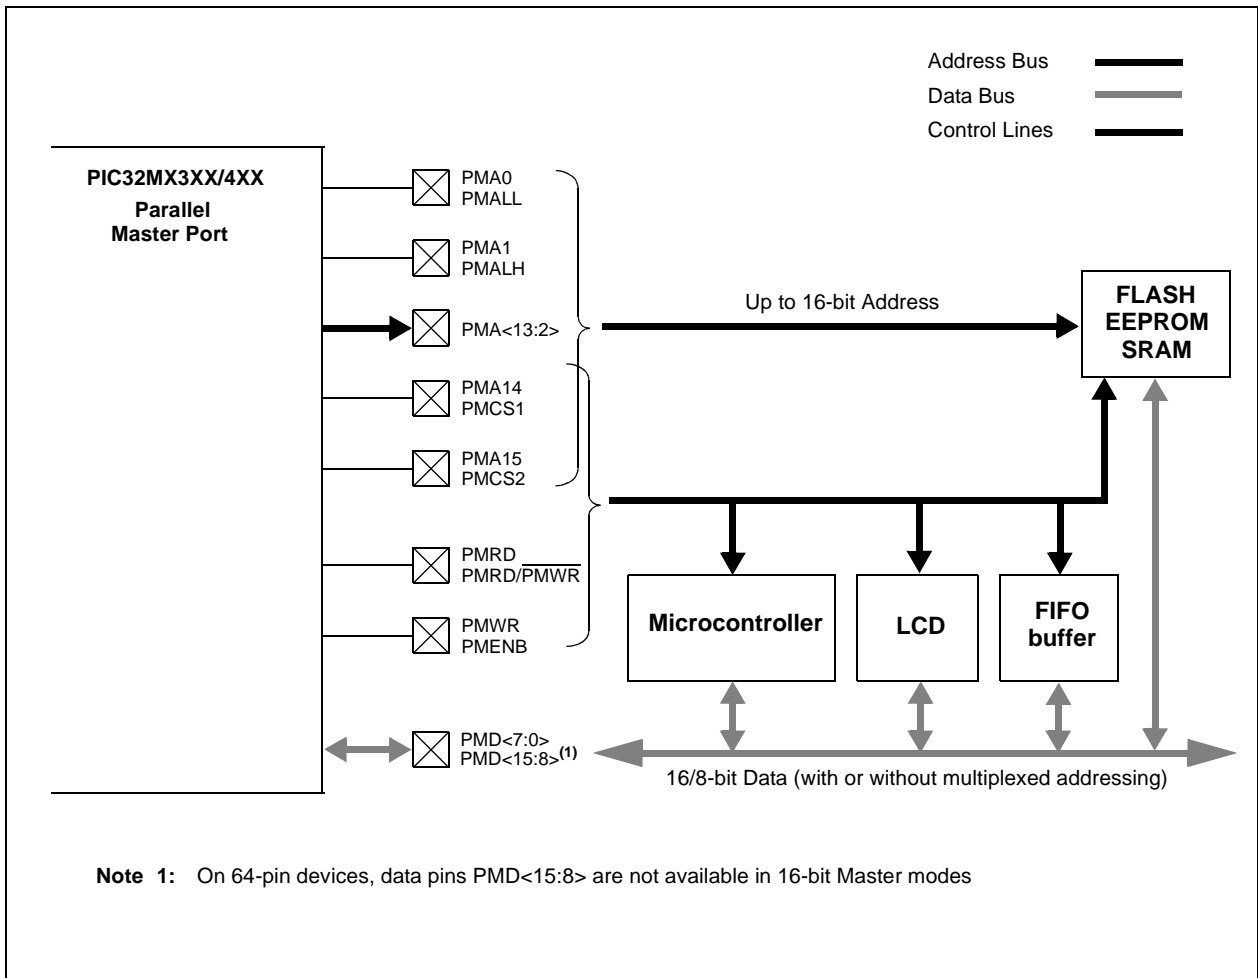 Address Bus
Data Bus
Control Lines
PIC32MX3XX/4XX
Parallel
Master Port
PMA0
PMALL
PMA1
PMALH
PMA<13:2>
PMA14
PMCS1
PMA15
PMCS2
PMRD
PMRD/PMWR
PMWR
PMENB
PMD<7:0>
PMD<15:8>(1)
Up to 16-bit Address
FLASH
EEPROM
SRAM
Microcontroller
LCD
FIFO
buffer
16/8-bit Data (with or without multiplexed addressing)
Note 1: On 64-pin devices, data pins PMD<15:8> are not available in 16-bit Master modes